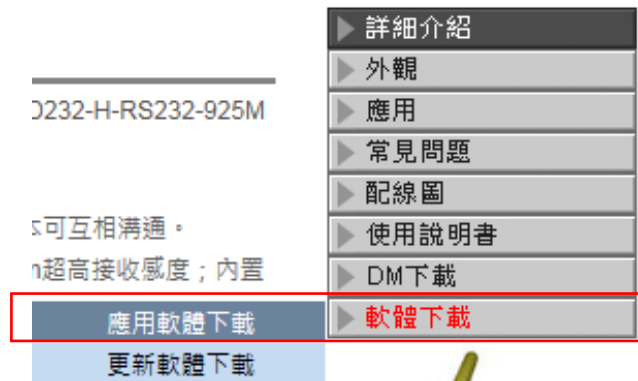 詳細介紹
外觀
0232-H-RS232-925M
應用
常見問題
配線圖
可互相溝通。
使用說明書
超高接收感度；內置
DM下載
應用軟體下載
軟體下載
更新軟體下載